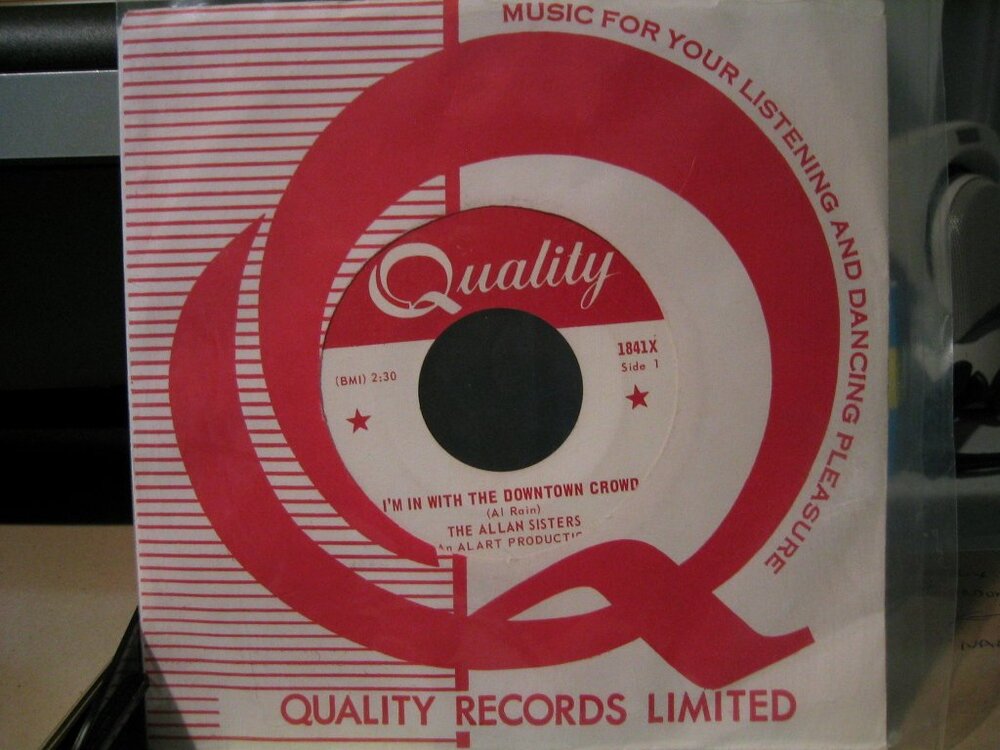 MUSIC FOR YOUR LISTENING AND DANCING PLEASURE
Quality
1841X
(BMI) 2:30
Side 1
I'M IN WITH THE DOWNTOWN CROWD
(Al Rain)
THE ALLAN SISTERS
An ALART PRODUCTI
QUALITY RECORDS LIMITED